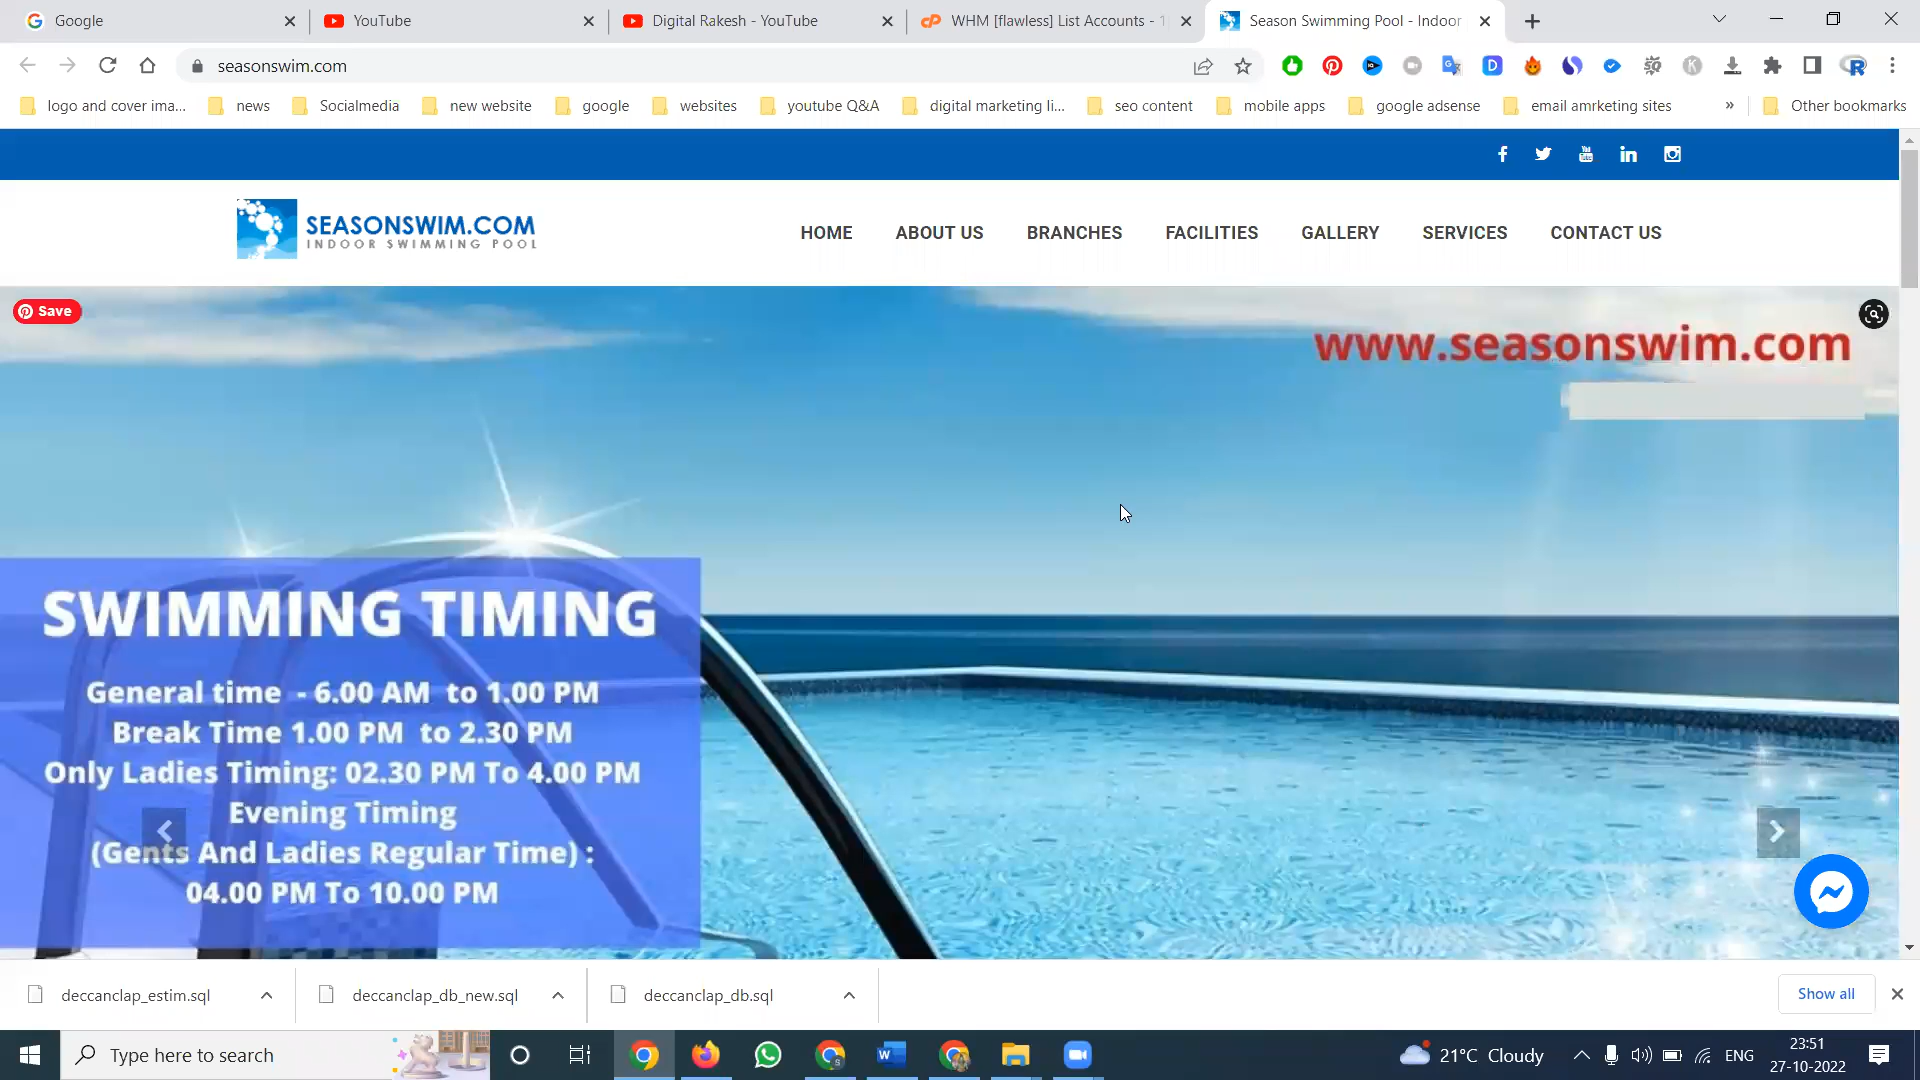 Google
YouTube
Digital Rakesh - YouTube
WHM [flawless] List Accounts - 1
Season Swimming Pool - Indoor
seasonswim.com
logo and cover ima...
news
Socialmedia
new website
google
websites
youtube Q&A
digital marketing li...
seo content
mobile apps
google adsense
email amrketing sites
»
Other bookmarks
SEASONSWIM.COM
INDOOR SWIMMING POOL
HOME
ABOUT US
BRANCHES
FACILITIES
GALLERY
SERVICES
CONTACT US
Save
www.seasonswim.com
SWIMMING TIMING
General time - 6.00 AM to 1.00 PM
Break Time 1.00 PM to 2.30 PM
Only Ladies Timing: 02.30 PM To 4.00 PM
Evening Timing
(Gents And Ladies Regular Time) :
04.00 PM To 10.00 PM
deccanclap_estim.sql
deccanclap_db_new.sql
deccanclap_db.sql
Show all
Type here to search
21°C Cloudy
ENG
23:51
27-10-2022